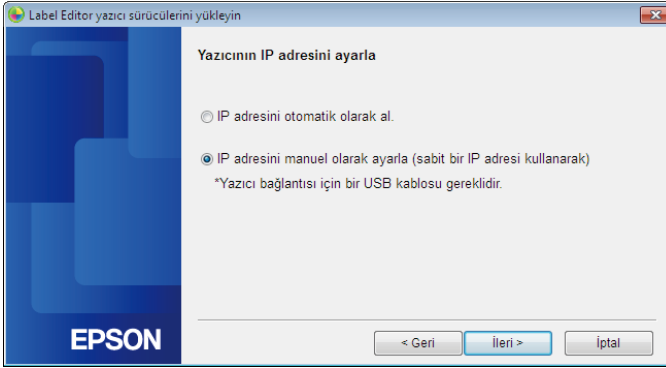 Label Editor yazıcı sürücülerini yükleyin
Yazıcının IP adresini ayarla
IP adresini otomatik olarak al.
IP adresini manuel olarak ayarla (sabit bir IP adresi kullanarak)
*Yazıcı bağlantısı için bir USB kablosu gereklidir.
EPSON
< Geri
İleri >
İptal